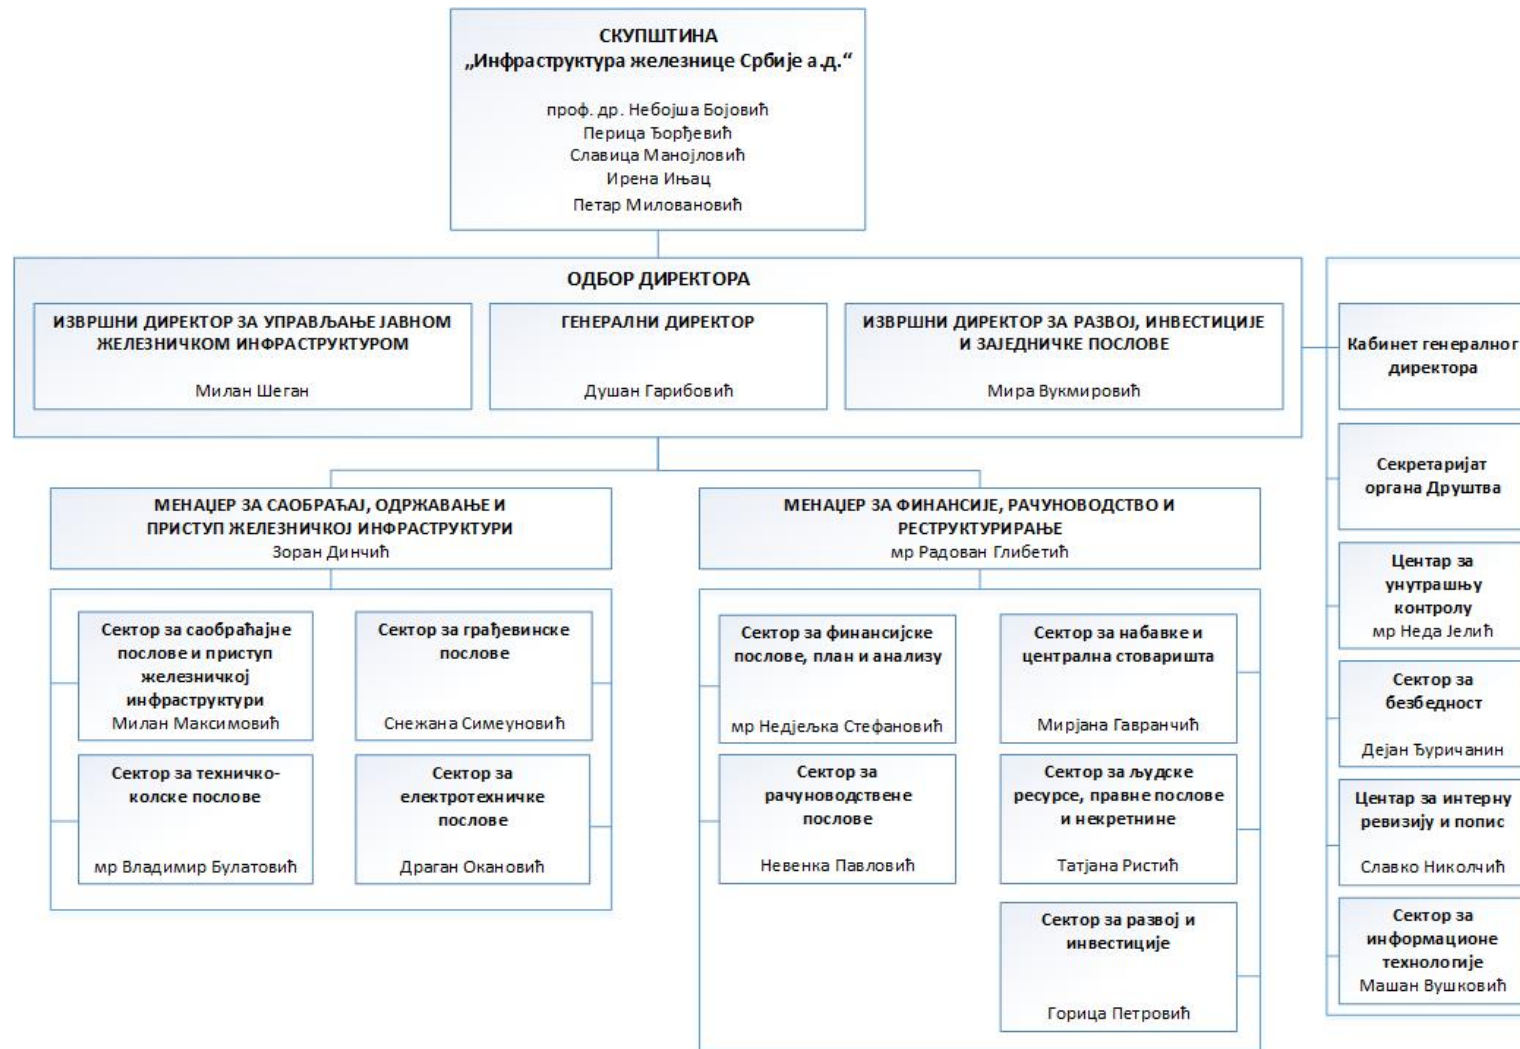 СКУПШТИНА
„Инфраструктура железнице Србије а.д.“
проф. др. Небојша Бојовић
Перица Ђорђевић
Славица Манојловић
Ирена Ињац
Петар Миловановић
ОДБОР ДИРЕКТОРА
ИЗВРШНИ ДИРЕКТОР ЗА УПРАВЉАЊЕ ЈАВНОМ
ЖЕЛЕЗНИЧКОМ ИНФРАСТРУКТУРОМ
Милан Шеган
ГЕНЕРАЛНИ ДИРЕКТОР
Душан Гарибовић
ИЗВРШНИ ДИРЕКТОР ЗА РАЗВОЈ, ИНВЕСТИЦИЈЕ
И ЗАЈЕДНИЧКЕ ПОСЛОВЕ
Мира Вукмировић
МЕНАЏЕР ЗА САОБРАЋАЈ, ОДРЖАВАЊЕ И
ПРИСТУП ЖЕЛЕЗНИЧКОЈ ИНФРАСТРУКТУРИ
Зоран Динчић
Сектор за саобраћајне
послове и приступ
железничкој
инфраструктури
Милан Максимовић
Сектор за грађевинске
послове
Снежана Симеуновић
Сектор за техничко-
колске послове
мр Владимир Булатовић
Сектор за
електротехничке
послове
Драган Окановић
МЕНАЏЕР ЗА ФИНАНСИЈЕ, РАЧУНОВОДСТВО И
РЕСТРУКТУРИРАЊЕ
мр Радован Глибетић
Сектор за финансијске
послове, план и анализу
мр Недјељка Стефановић
Сектор за набавке и
централна стоваришта
Мирјана Гавранчић
Сектор за
рачуноводствене
послове
Невенка Павловић
Сектор за људске
ресурсе, правне послове
и некретнине
Татјана Ристић
Сектор за развој и
инвестиције
Горица Петровић
Кабинет генералног
директора
Секретаријат
органа Друштва
Центар за
унутрашњу
контролу
мр Неда Јелић
Сектор за
безбедност
Дејан Ђуричанин
Центар за интерну
ревизију и попис
Славко Николчић
Сектор за
информационе
технологије
Машан Вушковић